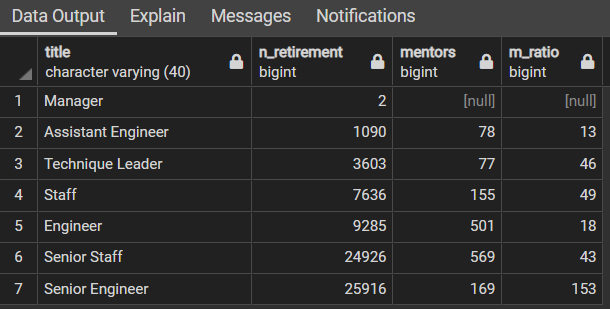 Data Output Explain Messages Notifications
title n_retirement mentors m_ratio
character varying (40) bigint bigint bigint
1 Manager 2 [null] [null]
2 Assistant Engineer 1090 78 13
3 Technique Leader 3603 77 46
4 Staff 7636 155 49
5 Engineer 9285 501 18
6 Senior Staff 24926 569 43
7 Senior Engineer 25916 169 153